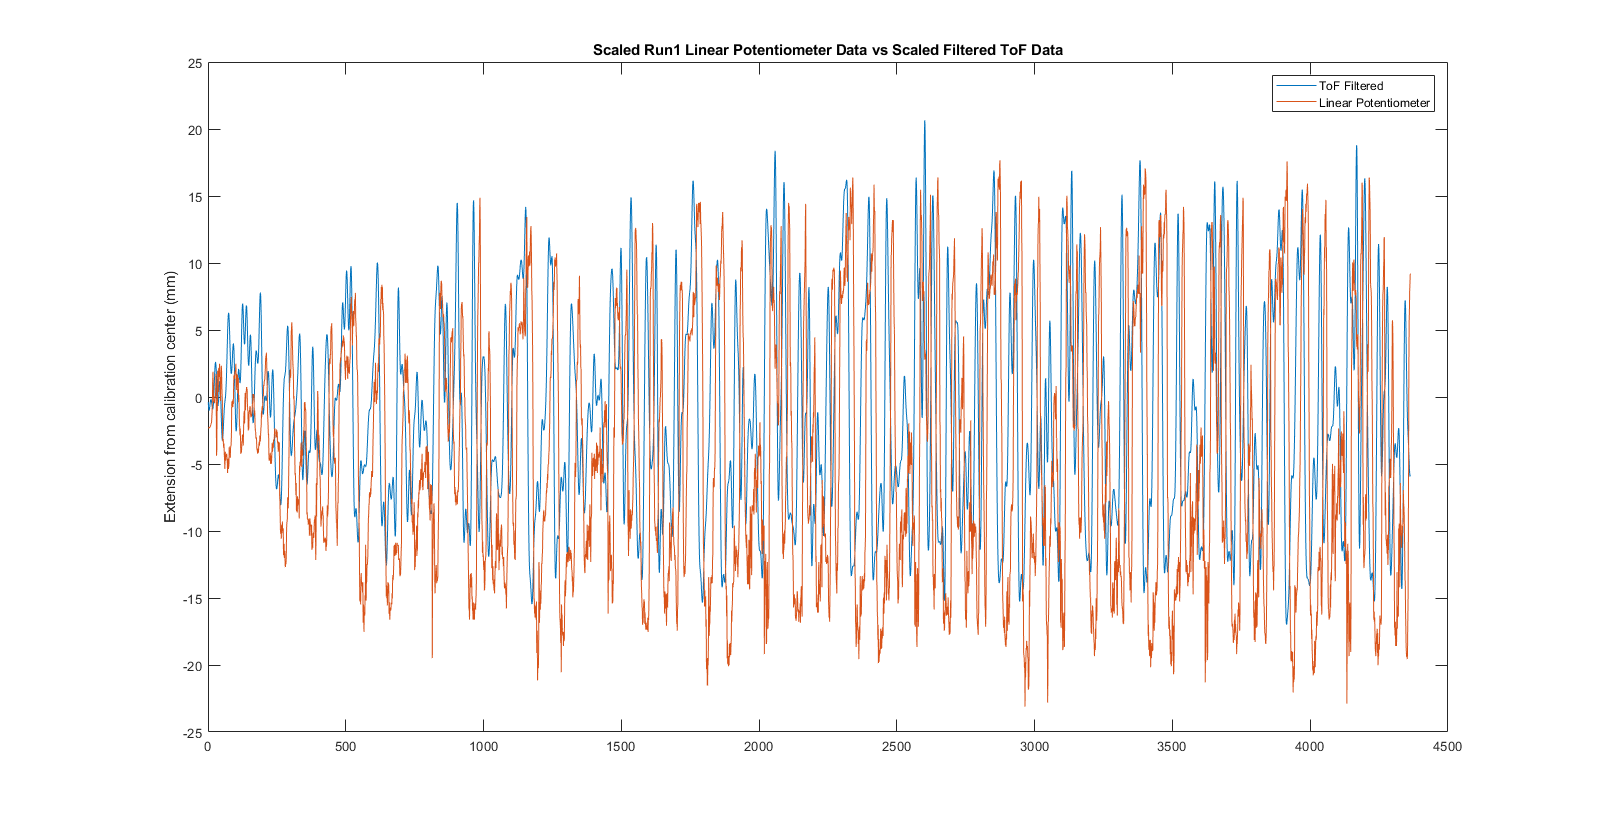 Scaled Run1 Linear Potentiometer Data vs Scaled Filtered ToF Data
ToF Filtered
Linear Potentiometer
Extension from calibration center (mm)
25
20
15
10
5
0
-5
-10
-15
-20
-25
0 500 1000 1500 2000 2500 3000 3500 4000 4500